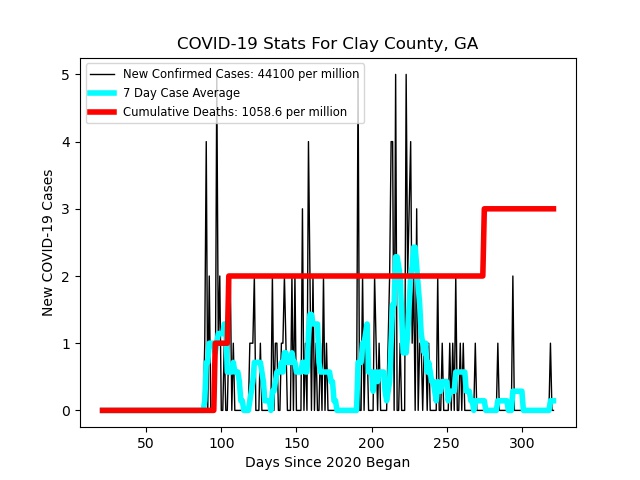 COVID-19 Stats For Clay County, GA
New Confirmed Cases: 44100 per million
7 Day Case Average
Cumulative Deaths: 1058.6 per million
New COVID-19 Cases
5
4
3
2
1
0
50 100 150 200 250 300
Days Since 2020 Began